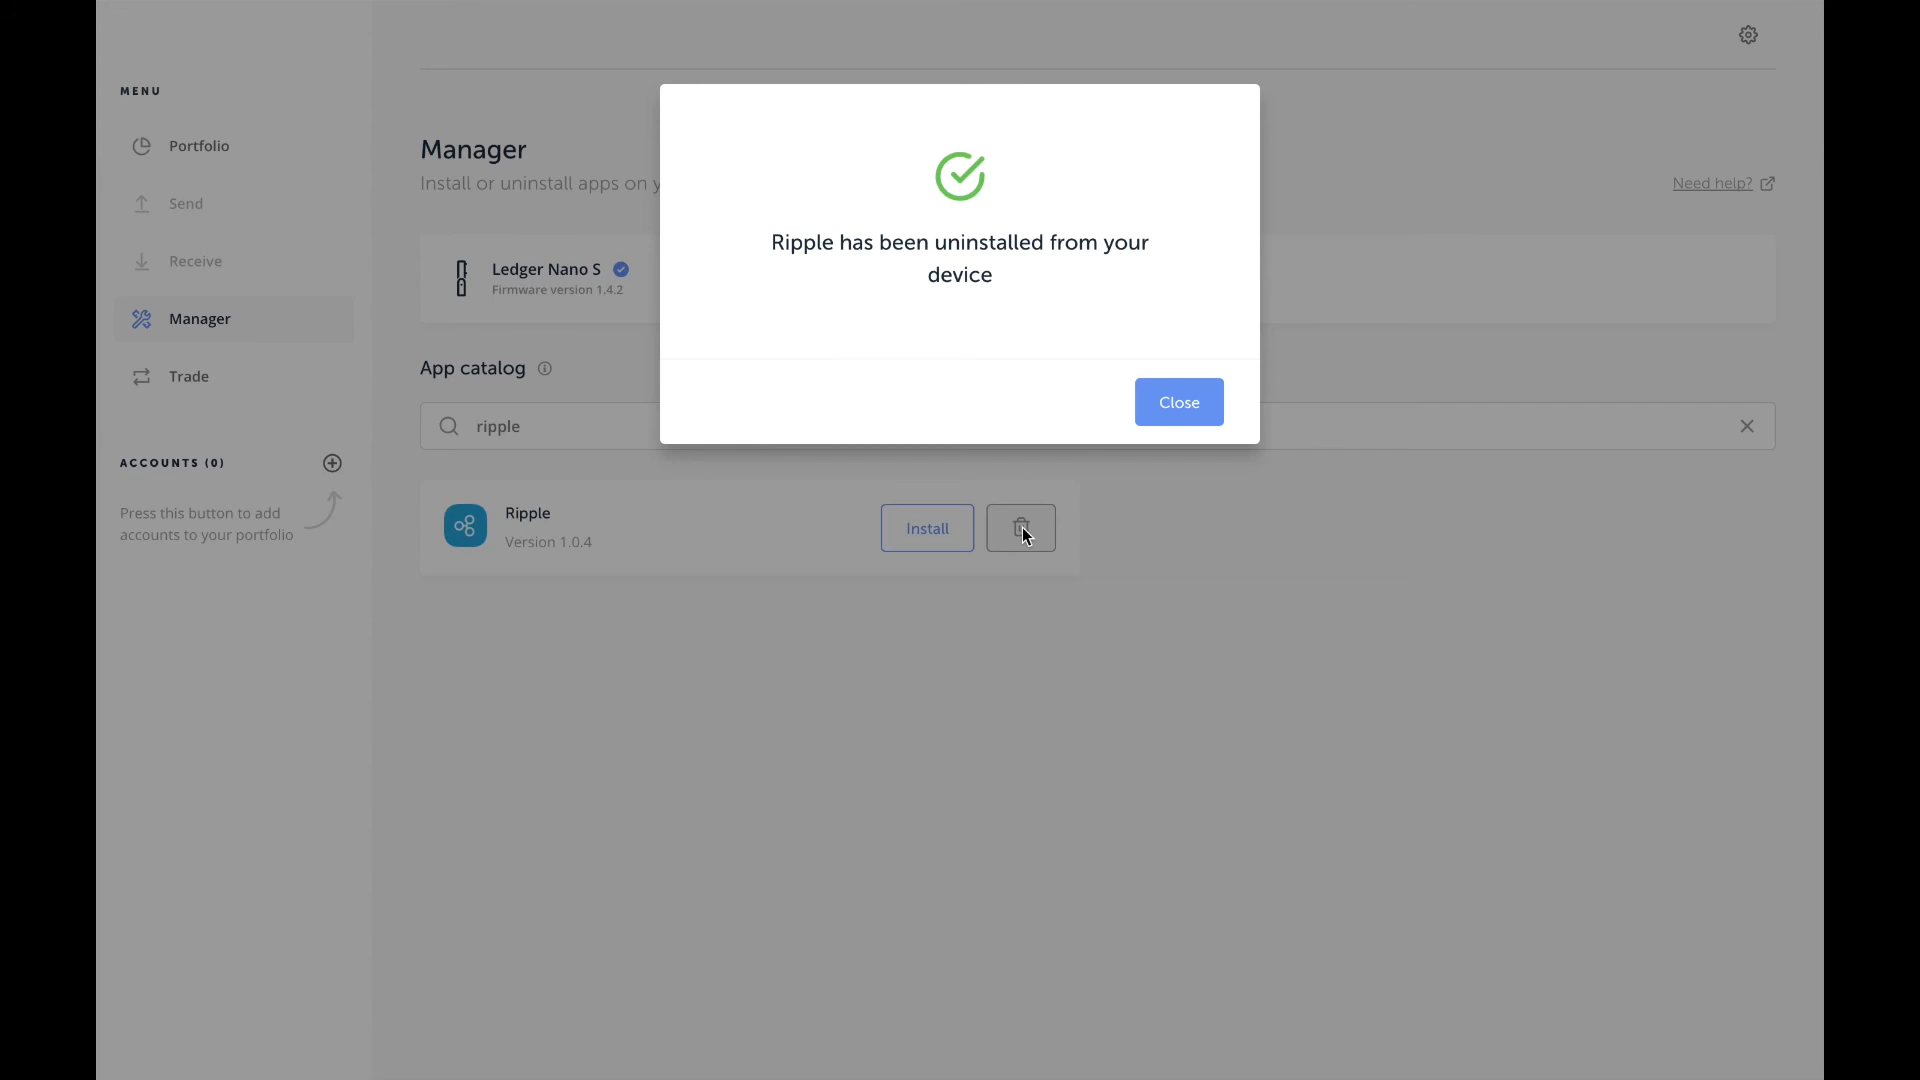 MENU
Portfolio
Send
Receive
Manager
Trade
ACCOUNTS (0)
Press this button to add
accounts to your portfolio
Manager
Install or uninstall apps on y
Need help?
Ledger Nano S
Firmware version 1.4.2
App catalog
ripple
Ripple
Version 1.0.4
Install
Ripple has been uninstalled from your
device
Close